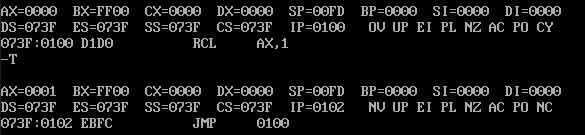 AX=0000 BX=FF00 CX=0000 DX=0000 SP=00FD BP=0000 SI=0000 DI=0000
DS=073F ES=073F SS=073F CS=073F IP=0100 OV UP EI PL NZ AC PO CY
073F:0100 D1D0 RCL AX,1
-T
AX=0001 BX=FF00 CX=0000 DX=0000 SP=00FD BP=0000 SI=0000 DI=0000
DS=073F ES=073F SS=073F CS=073F IP=0102 NV UP EI PL NZ AC PO NC
073F:0102 EBFC JMP 0100